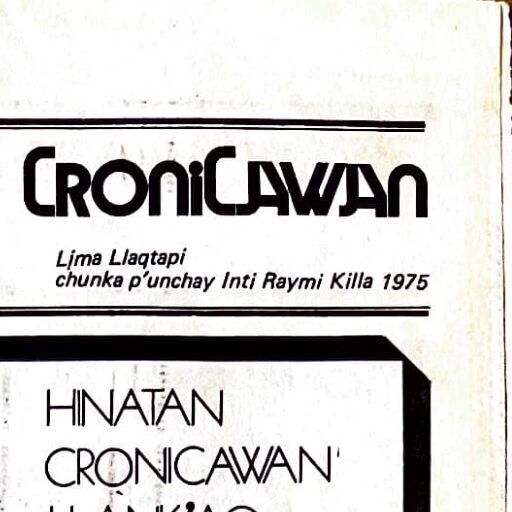 CRONICAWAN
Lima Llaqtapi
chunka p'unchay Inti Raymi Killa 1975
HINATAN
CRONICAWAN'